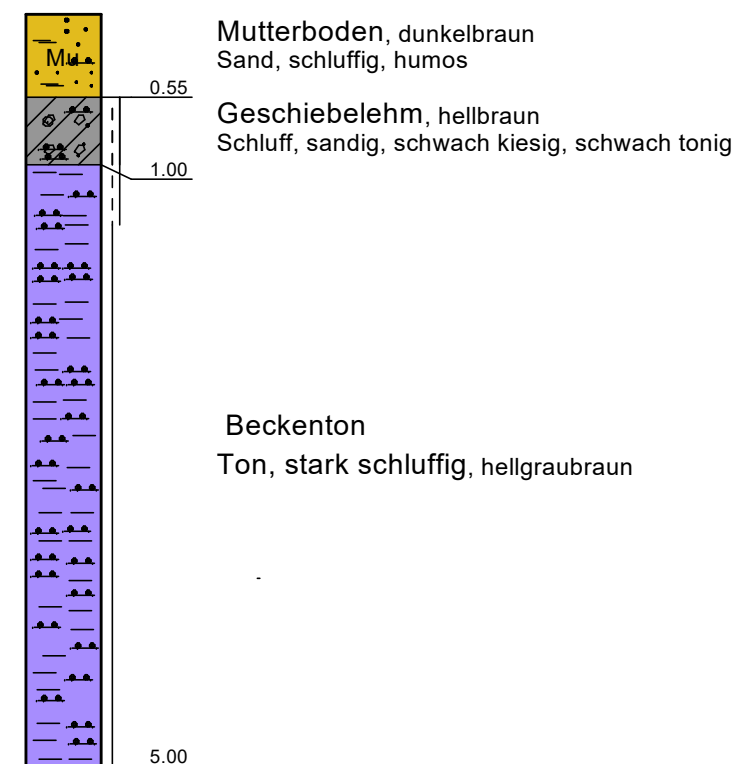 Mutterboden, dunkelbraun
Sand, schluffig, humos
Mu
0.55
Geschiebelehm, hellbraun
Schluff, sandig, schwach kiesig, schwach tonig
1.00
Beckenton
Ton, stark schluffig, hellgraubraun
-
5.00